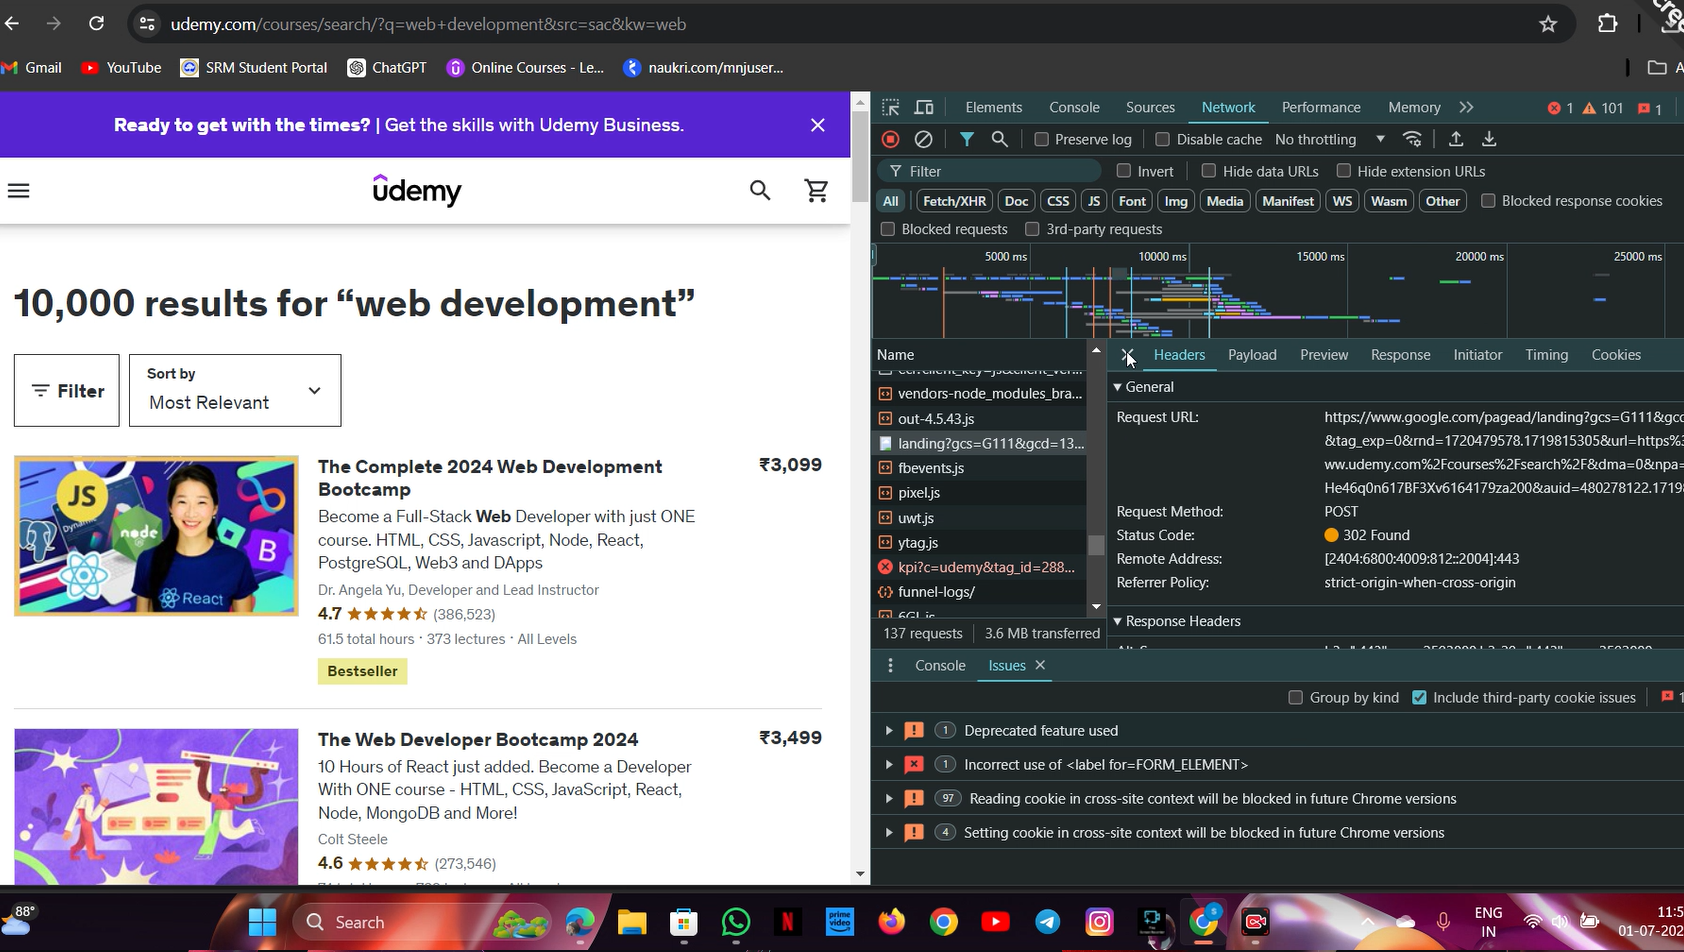 udemy.com/courses/search/?q=web+development&src=sac&kw=web
Gmail YouTube SRM Student Portal ChatGPT Online Courses - Le... naukri.com/mnjuser...
Ready to get with the times? | Get the skills with Udemy Business.
udemy
10,000 results for “web development”
Filter
Sort by
Most Relevant
JS
node
React
B
The Complete 2024 Web Development
Bootcamp
₹3,099
Become a Full-Stack Web Developer with just ONE
course. HTML, CSS, Javascript, Node, React,
PostgreSQL, Web3 and DApps
Dr. Angela Yu, Developer and Lead Instructor
4.7 (386,523)
61.5 total hours · 373 lectures · All Levels
Bestseller
The Web Developer Bootcamp 2024
₹3,499
10 Hours of React just added. Become a Developer
With ONE course - HTML, CSS, JavaScript, React,
Node, MongoDB and More!
Colt Steele
4.6 (273,546)
Elements Console Sources Network Performance Memory 1 101 1
Preserve log Disable cache No throttling
Filter Invert Hide data URLs Hide extension URLs
All Fetch/XHR Doc CSS JS Font Img Media Manifest WS Wasm Other Blocked response cookies
Blocked requests 3rd-party requests
5000 ms 10000 ms 15000 ms 20000 ms 25000 ms
Name
vendors-node_modules_bra...
out-4.5.43.js
landing?gcs=G111&gcd=13...
fbevents.js
pixel.js
uwt.js
ytag.js
kpi?c=udemy&tag_id=288...
funnel-logs/
137 requests 3.6 MB transferred
Headers Payload Preview Response Initiator Timing Cookies
General
Request URL: https://www.google.com/pagead/landing?gcs=G111&gcd
&tag_exp=0&rnd=1720479578.1719815305&url=https%3
ww.udemy.com%2Fcourses%2Fsearch%2F&dma=0&npa=
He46q0n617BF3Xv6164179za200&auid=480278122.17198
Request Method: POST
Status Code: 302 Found
Remote Address: [2404:6800:4009:812::2004]:443
Referrer Policy: strict-origin-when-cross-origin
Response Headers
Console Issues
Group by kind Include third-party cookie issues
1 Deprecated feature used
1 Incorrect use of <label for=FORM_ELEMENT>
97 Reading cookie in cross-site context will be blocked in future Chrome versions
4 Setting cookie in cross-site context will be blocked in future Chrome versions
88°
Search
prime
video
ENG
IN
11:5
01-07-202